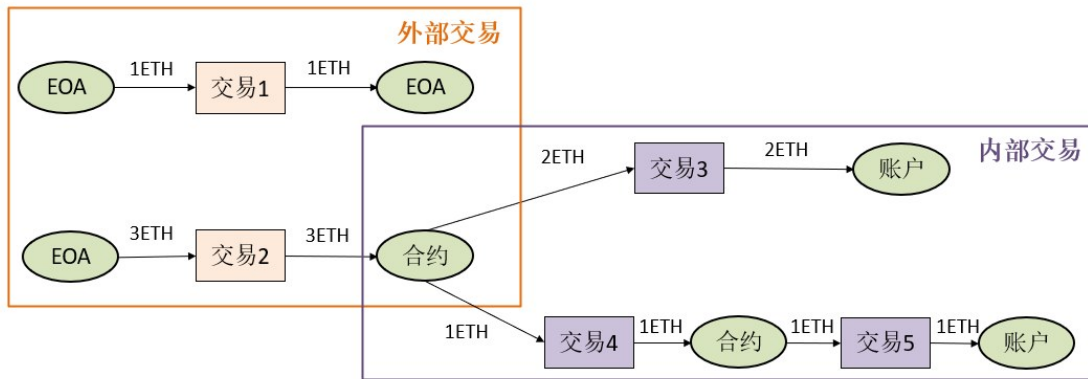 外部交易
1ETH
1ETH
EOA
交易1
EOA
内部交易
2ETH
2ETH
交易3
账户
3ETH
3ETH
EOA
交易2
合约
1ETH
1ETH
1ETH
1ETH
交易4
合约
交易5
账户